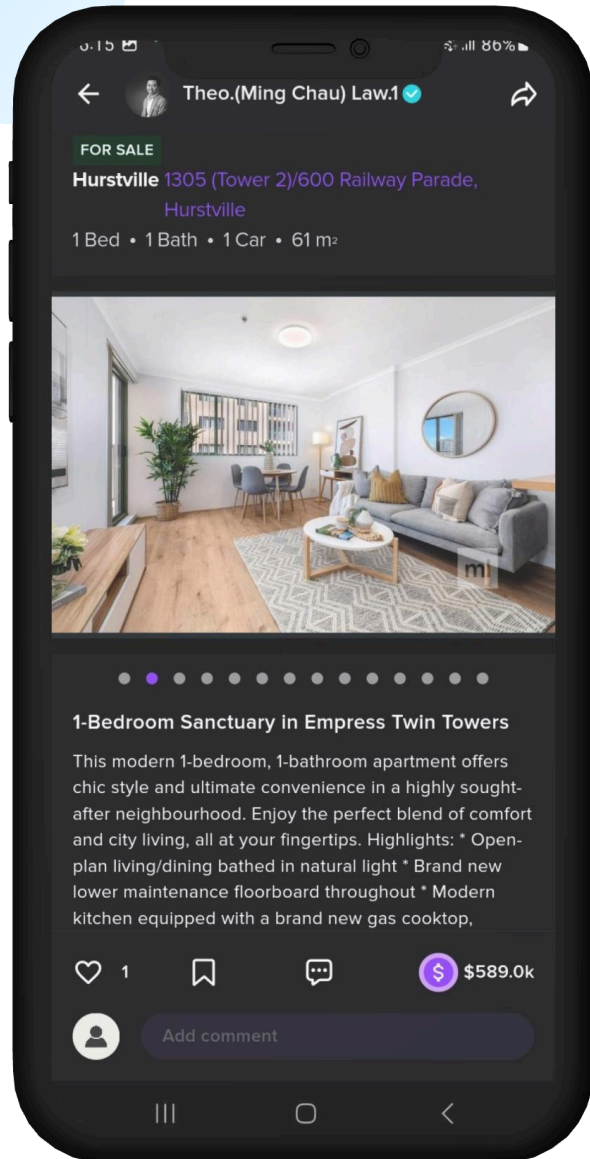 86%
Theo.(Ming Chau) Law.1
FOR SALE
Hurstville 1305 (Tower 2)/600 Railway Parade,
Hurstville
1 Bed • 1 Bath • 1 Car • 61 m²
m
1-Bedroom Sanctuary in Empress Twin Towers
This modern 1-bedroom, 1-bathroom apartment offers
chic style and ultimate convenience in a highly sought-
after neighbourhood. Enjoy the perfect blend of comfort
and city living, all at your fingertips. Highlights: * Open-
plan living/dining bathed in natural light * Brand new
lower maintenance floorboard throughout * Modern
kitchen equipped with a brand new gas cooktop,
1
$ $589.0k
Add comment